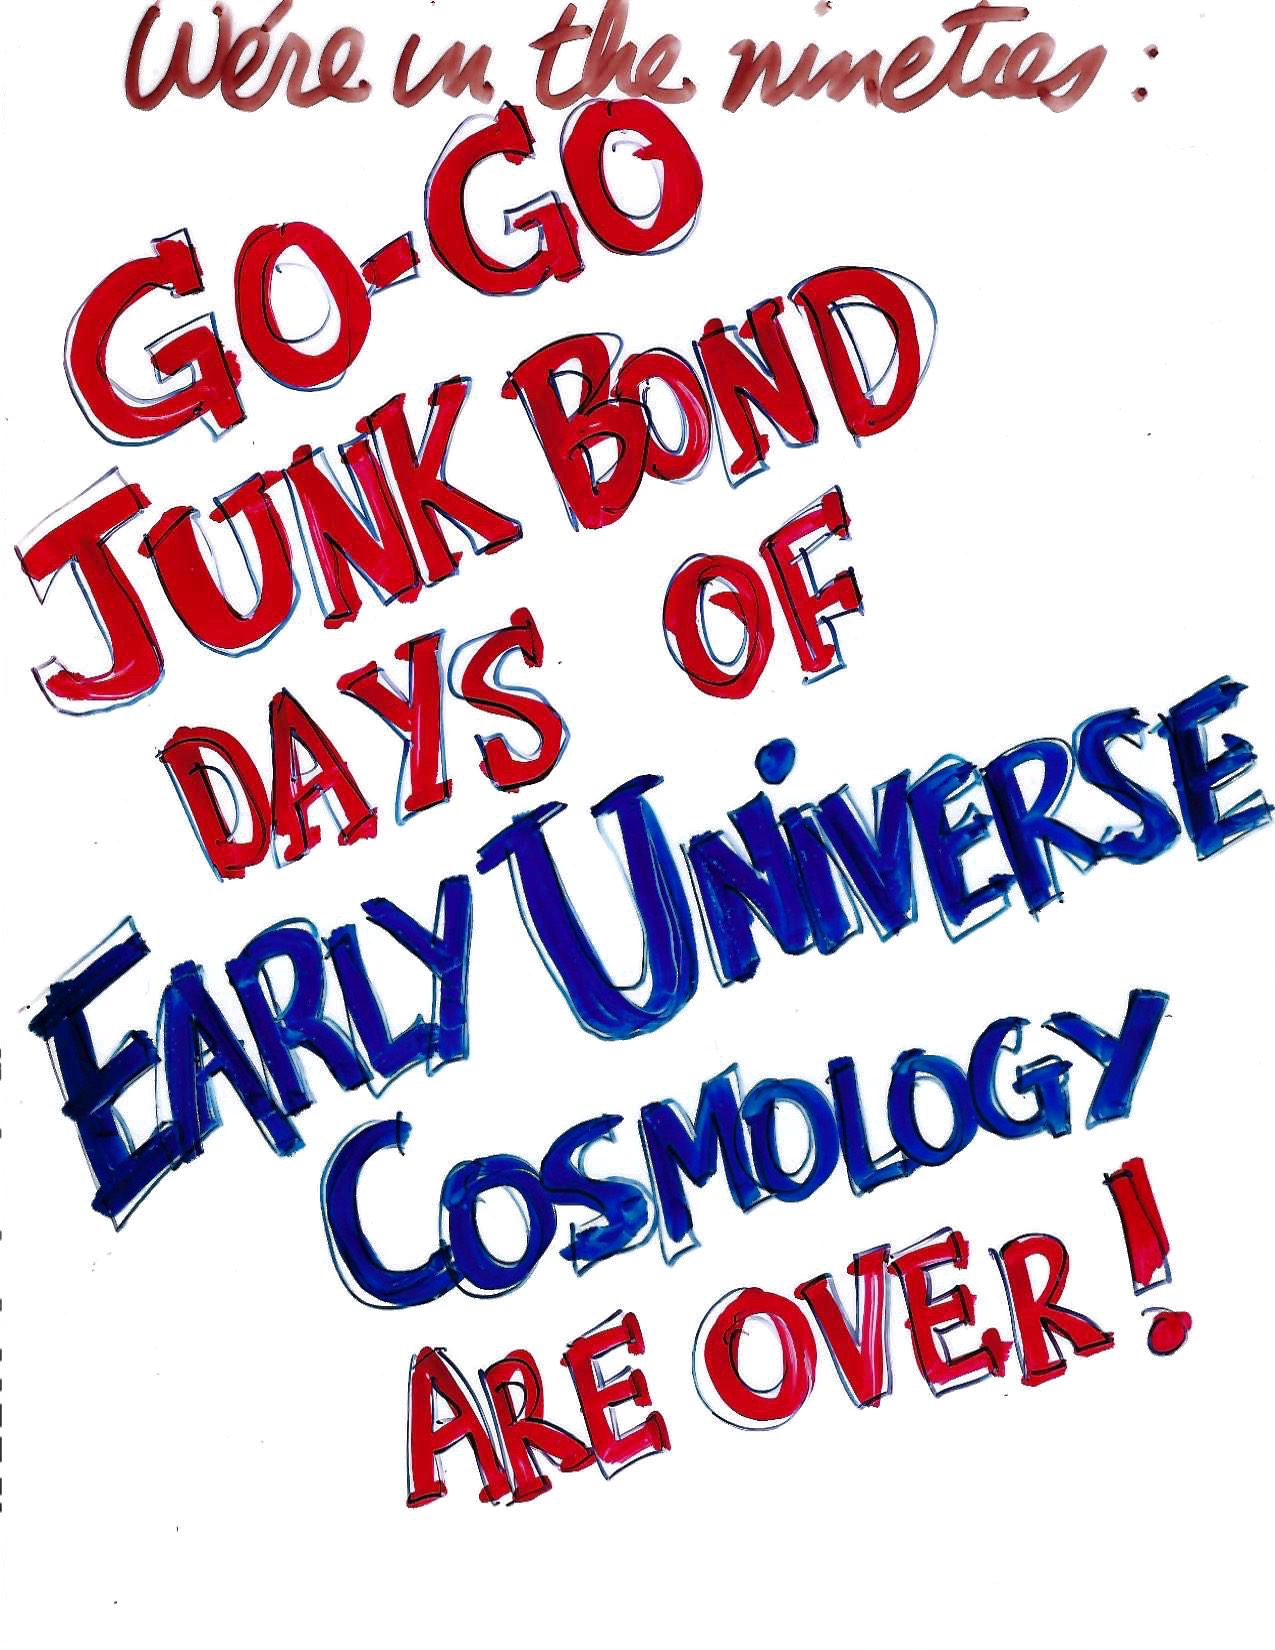 We're in the nineties:
GO-GO
JUNK BOND
DAYS OF
EARLY UNiVERSE
COSMOLOGY
ARE OVER!